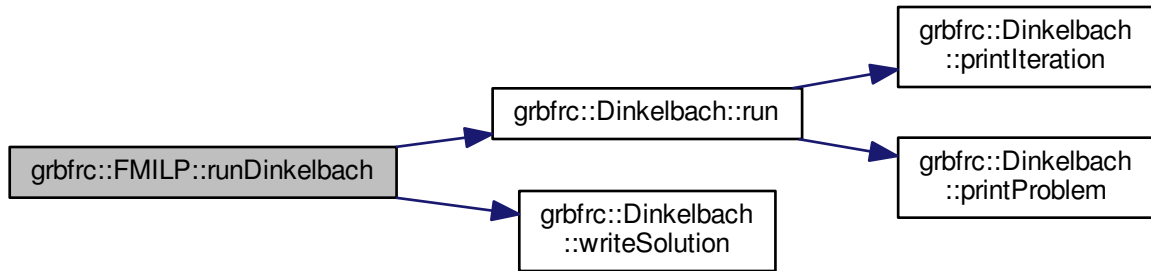 grbfrc::FMILP::runDinkelbach
grbfrc::Dinkelbach::run
grbfrc::Dinkelbach
::writeSolution
grbfrc::Dinkelbach
::printIteration
grbfrc::Dinkelbach
::printProblem